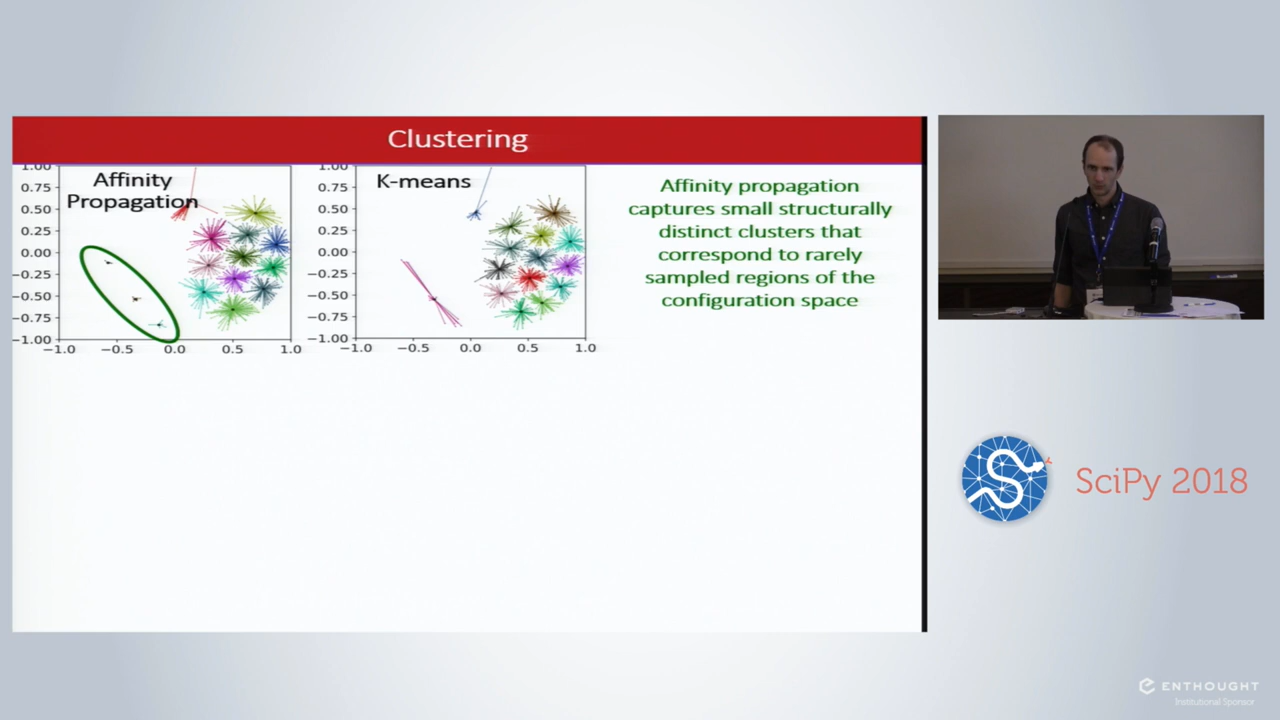 Clustering
Affinity
Propagation
1.00
0.75
0.50
0.25
0.00
−0.25
−0.50
−0.75
−1.00
−1.0
−0.5
0.0
0.5
1.0
K-means
1.00
0.75
0.50
0.25
0.00
−0.25
−0.50
−0.75
−1.00
−1.0
−0.5
0.0
0.5
1.0
Affinity propagation
captures small structurally
distinct clusters that
correspond to rarely
sampled regions of the
configuration space
SciPy 2018
ENTHOUGHT
Institutional Sponsor